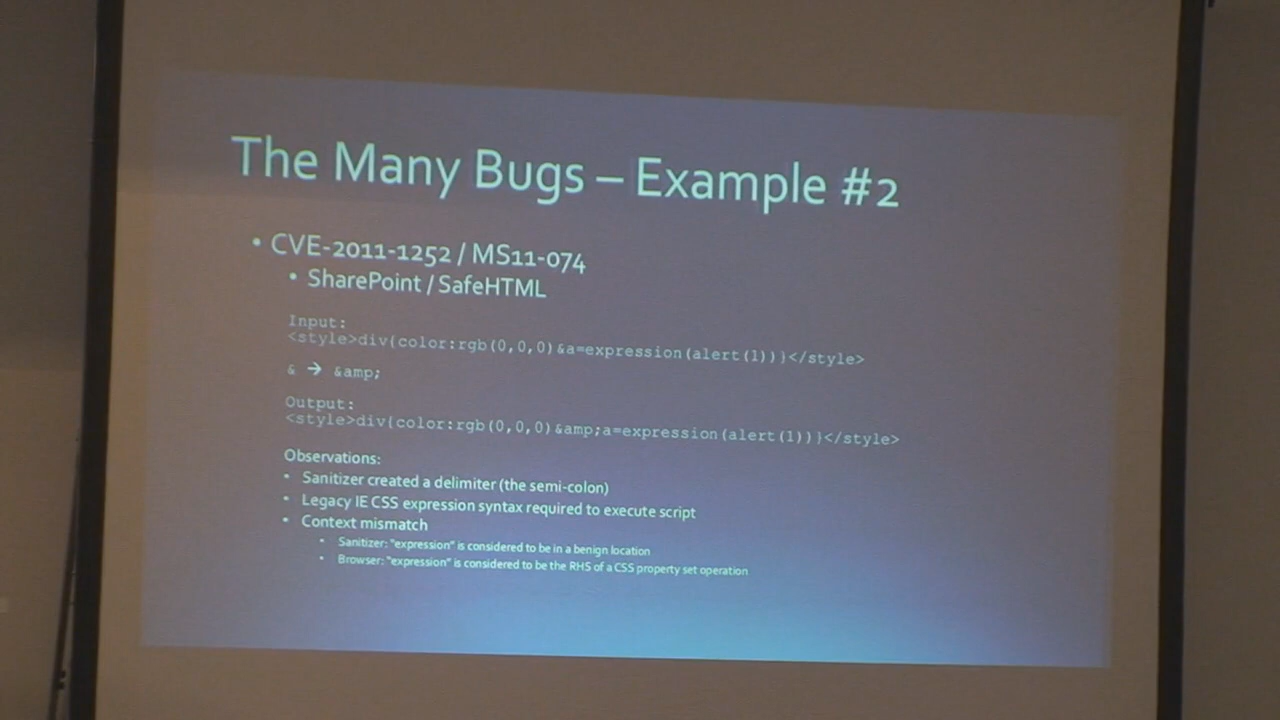 The Many Bugs – Example #2
• CVE-2011-1252 / MS11-074
• SharePoint / SafeHTML
Input:
<style>div{color:rgb(0,0,0)&a=expression(alert(1))}</style>
& → &amp;
Output:
<style>div{color:rgb(0,0,0)&amp;a=expression(alert(1))}</style>
Observations:
• Sanitizer created a delimiter (the semi-colon)
• Legacy IE CSS expression syntax required to execute script
• Context mismatch
• Sanitizer: "expression" is considered to be in a benign location
• Browser: "expression" is considered to be the RHS of a CSS property set operation